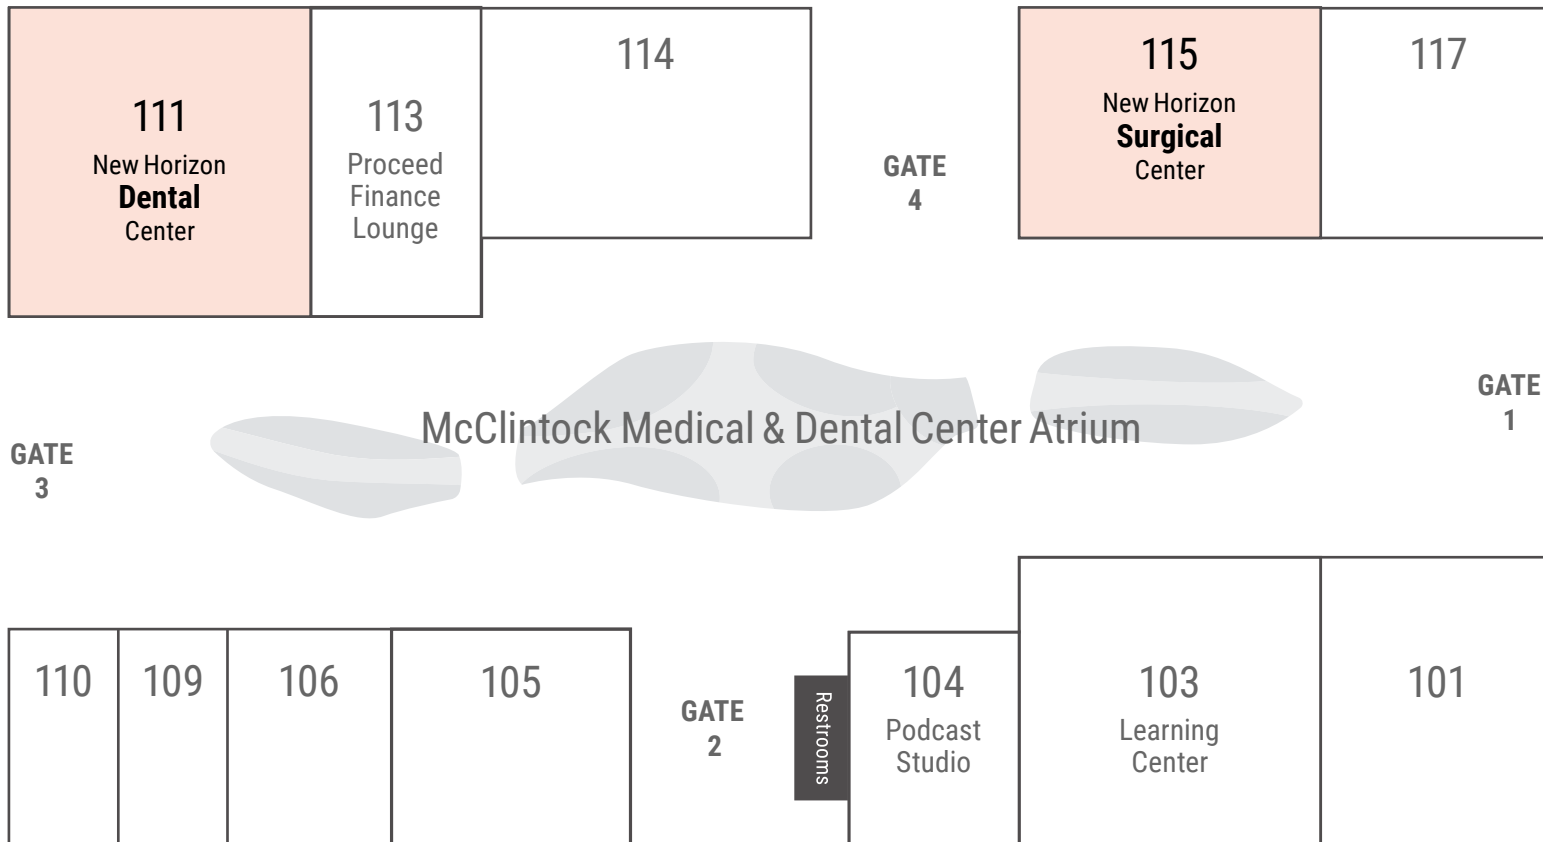 111
New Horizon
Dental
Center
113
Proceed
Finance
Lounge
114
GATE
4
115
New Horizon
Surgical
Center
117
McClintock Medical & Dental Center Atrium
GATE
1
GATE
3
110
109
106
105
GATE
2
Restrooms
104
Podcast
Studio
103
Learning
Center
101